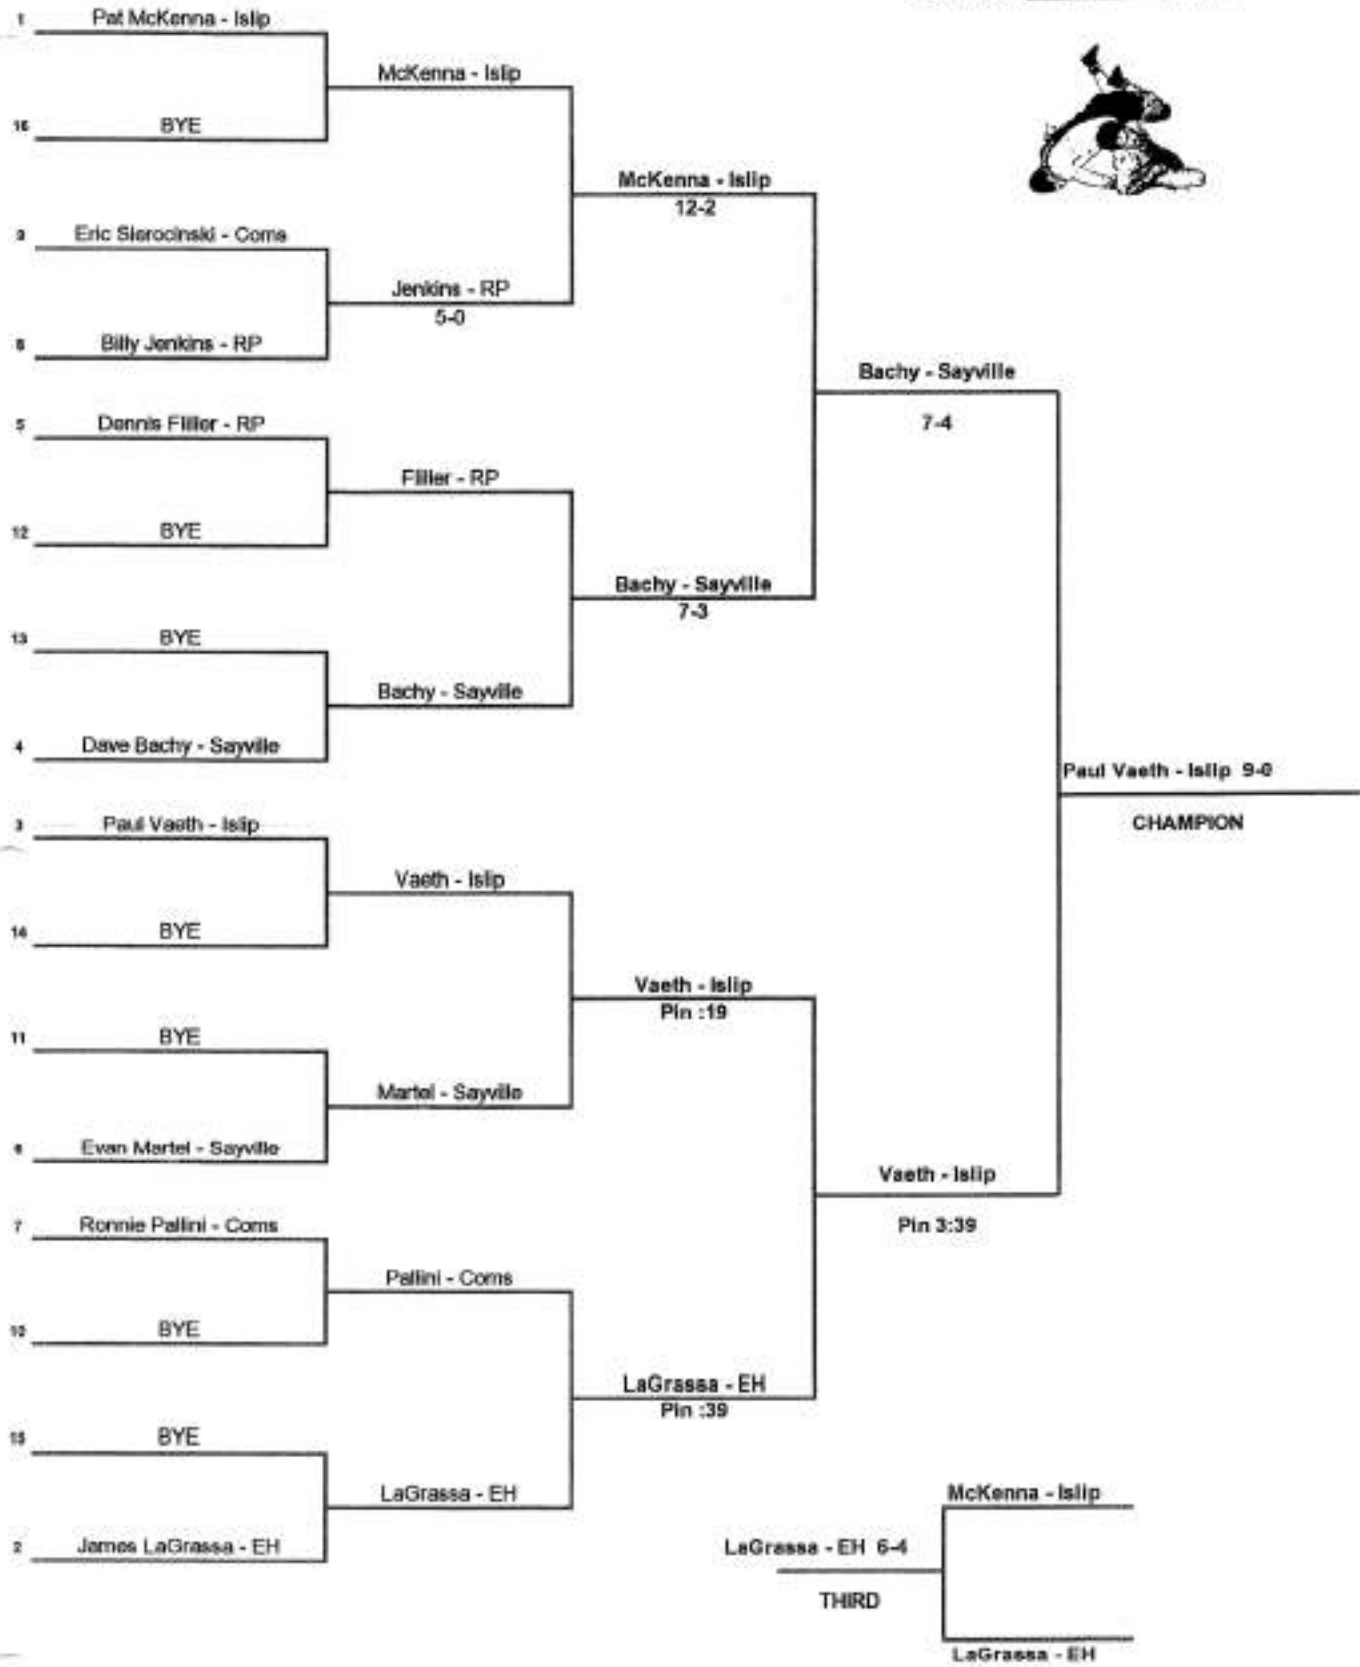 1 Pat McKenna - Islip
McKenna - Islip
16 BYE
McKenna - Islip
12-2
9 Eric Sierocinski - Coms
Jenkins - RP
5-0
8 Billy Jenkins - RP
Bachy - Sayville
7-4
5 Dennis Fliller - RP
Fliller - RP
12 BYE
Bachy - Sayville
7-3
13 BYE
Bachy - Sayville
4 Dave Bachy - Sayville
Paul Vaeth - Islip 9-0
CHAMPION
3 Paul Vaeth - Islip
Vaeth - Islip
14 BYE
Vaeth - Islip
Pin :19
11 BYE
Martel - Sayville
6 Evan Martel - Sayville
Vaeth - Islip
Pin 3:39
7 Ronnie Pallini - Coms
Pallini - Coms
10 BYE
LaGrassa - EH
Pin :39
15 BYE
LaGrassa - EH
2 James LaGrassa - EH
McKenna - Islip
LaGrassa - EH 6-4
THIRD
LaGrassa - EH